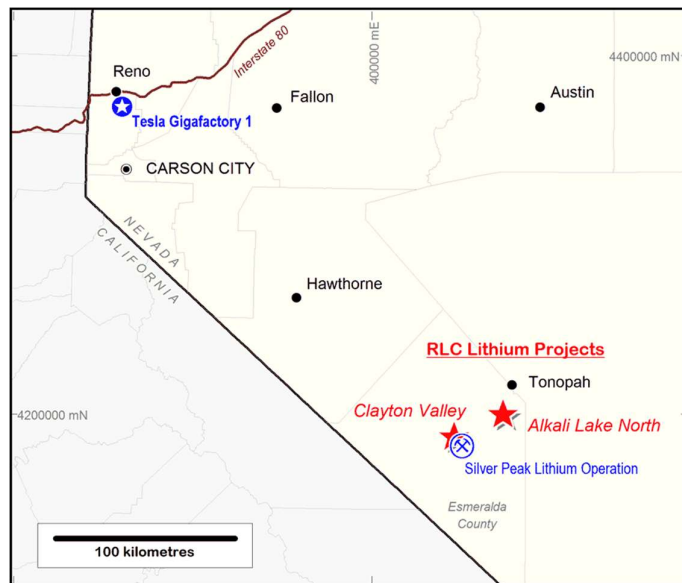 400000 mE
4400000 mN
Interstate 80
Reno
Tesla Gigafactory 1
Fallon
Austin
CARSON CITY
NEVADA
CALIFORNIA
Hawthorne
RLC Lithium Projects
Tonopah
4200000 mN
Clayton Valley
Alkali Lake North
Silver Peak Lithium Operation
Esmeralda
County
100 kilometres